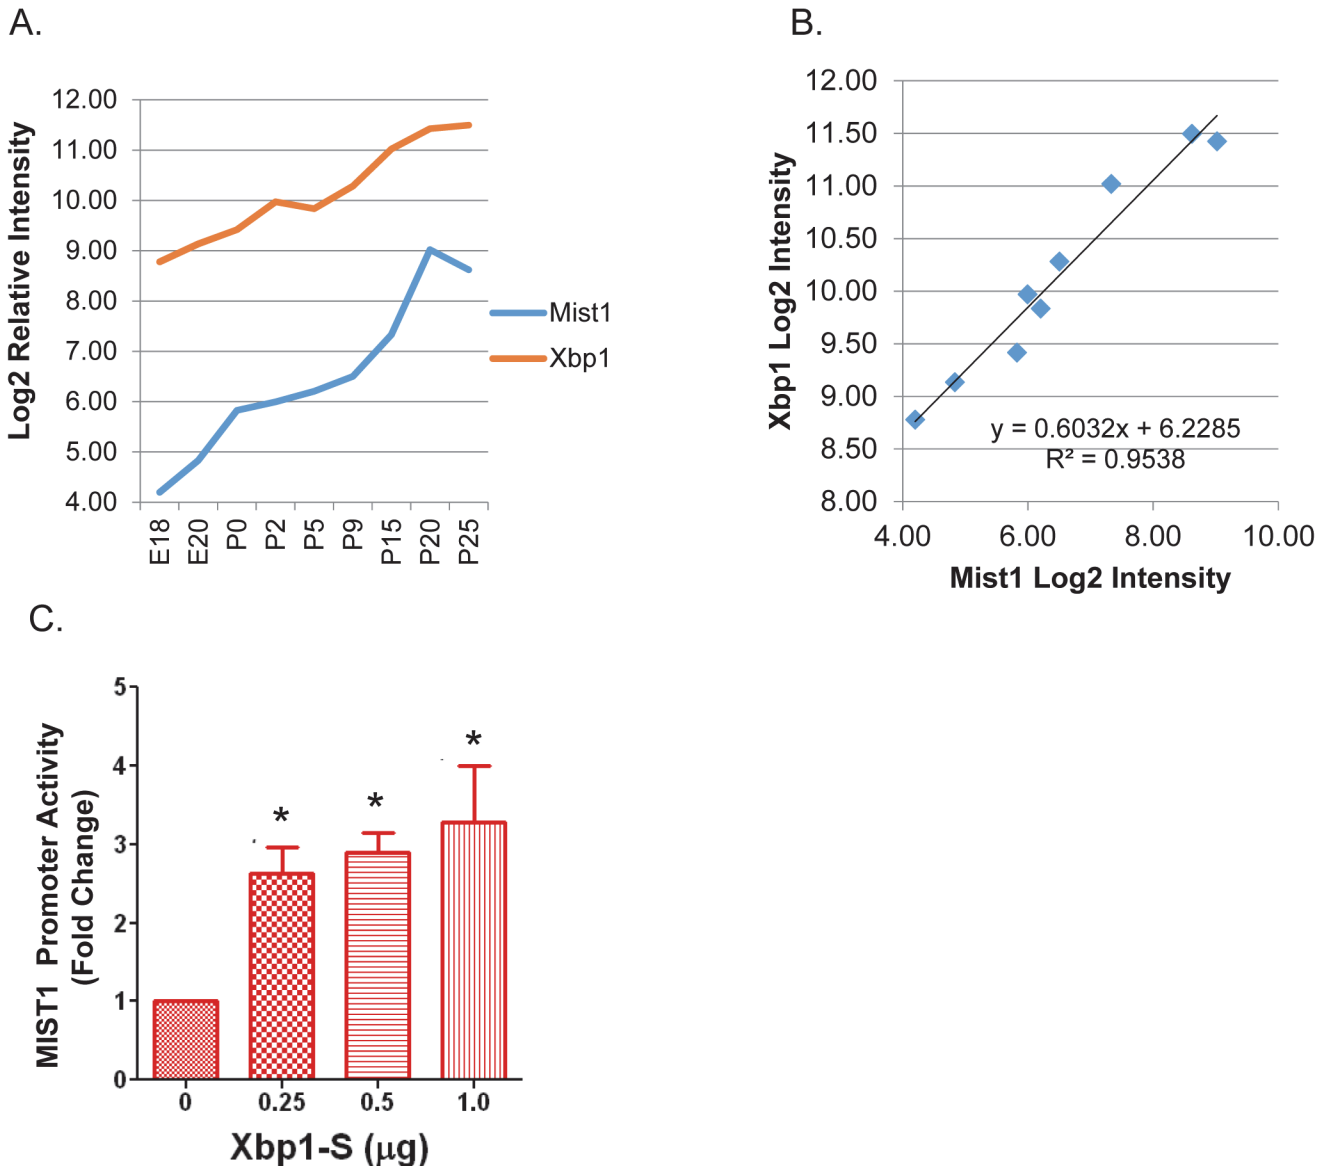 A.
12.00
11.00
10.00
9.00
8.00
7.00
6.00
5.00
4.00
Log2 Relative Intensity
E18
E20
P0
P2
P5
P9
P15
P20
P25
Mist1
Xbp1
B.
12.00
11.50
11.00
10.50
10.00
9.50
9.00
8.50
8.00
Xbp1 Log2 Intensity
y = 0.6032x + 6.2285
R² = 0.9538
4.00 6.00 8.00 10.00
Mist1 Log2 Intensity
C.
5
4
3
2
1
0
MIST1 Promoter Activity
(Fold Change)
* * *
0 0.25 0.5 1.0
Xbp1-S (μg)